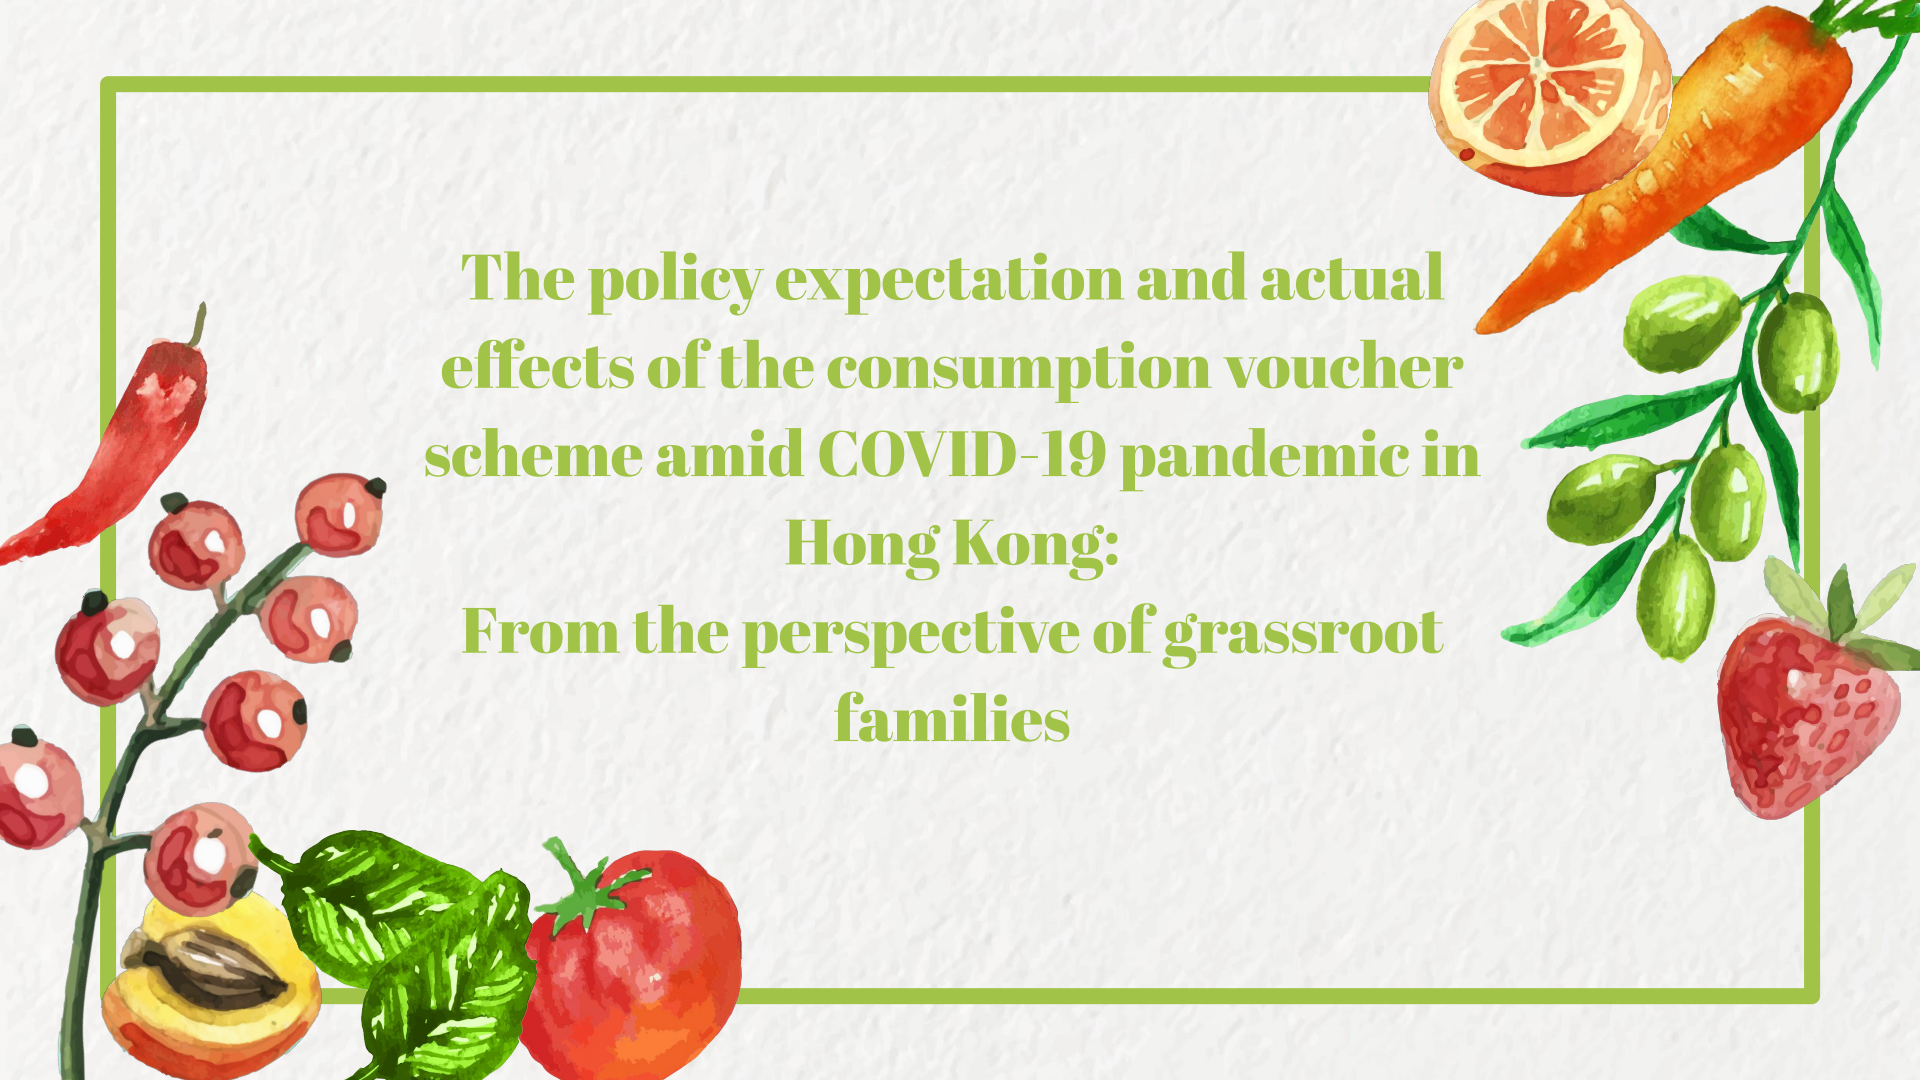 The policy expectation and actual
effects of the consumption voucher
scheme amid COVID-19 pandemic in
Hong Kong:
From the perspective of grassroot
families